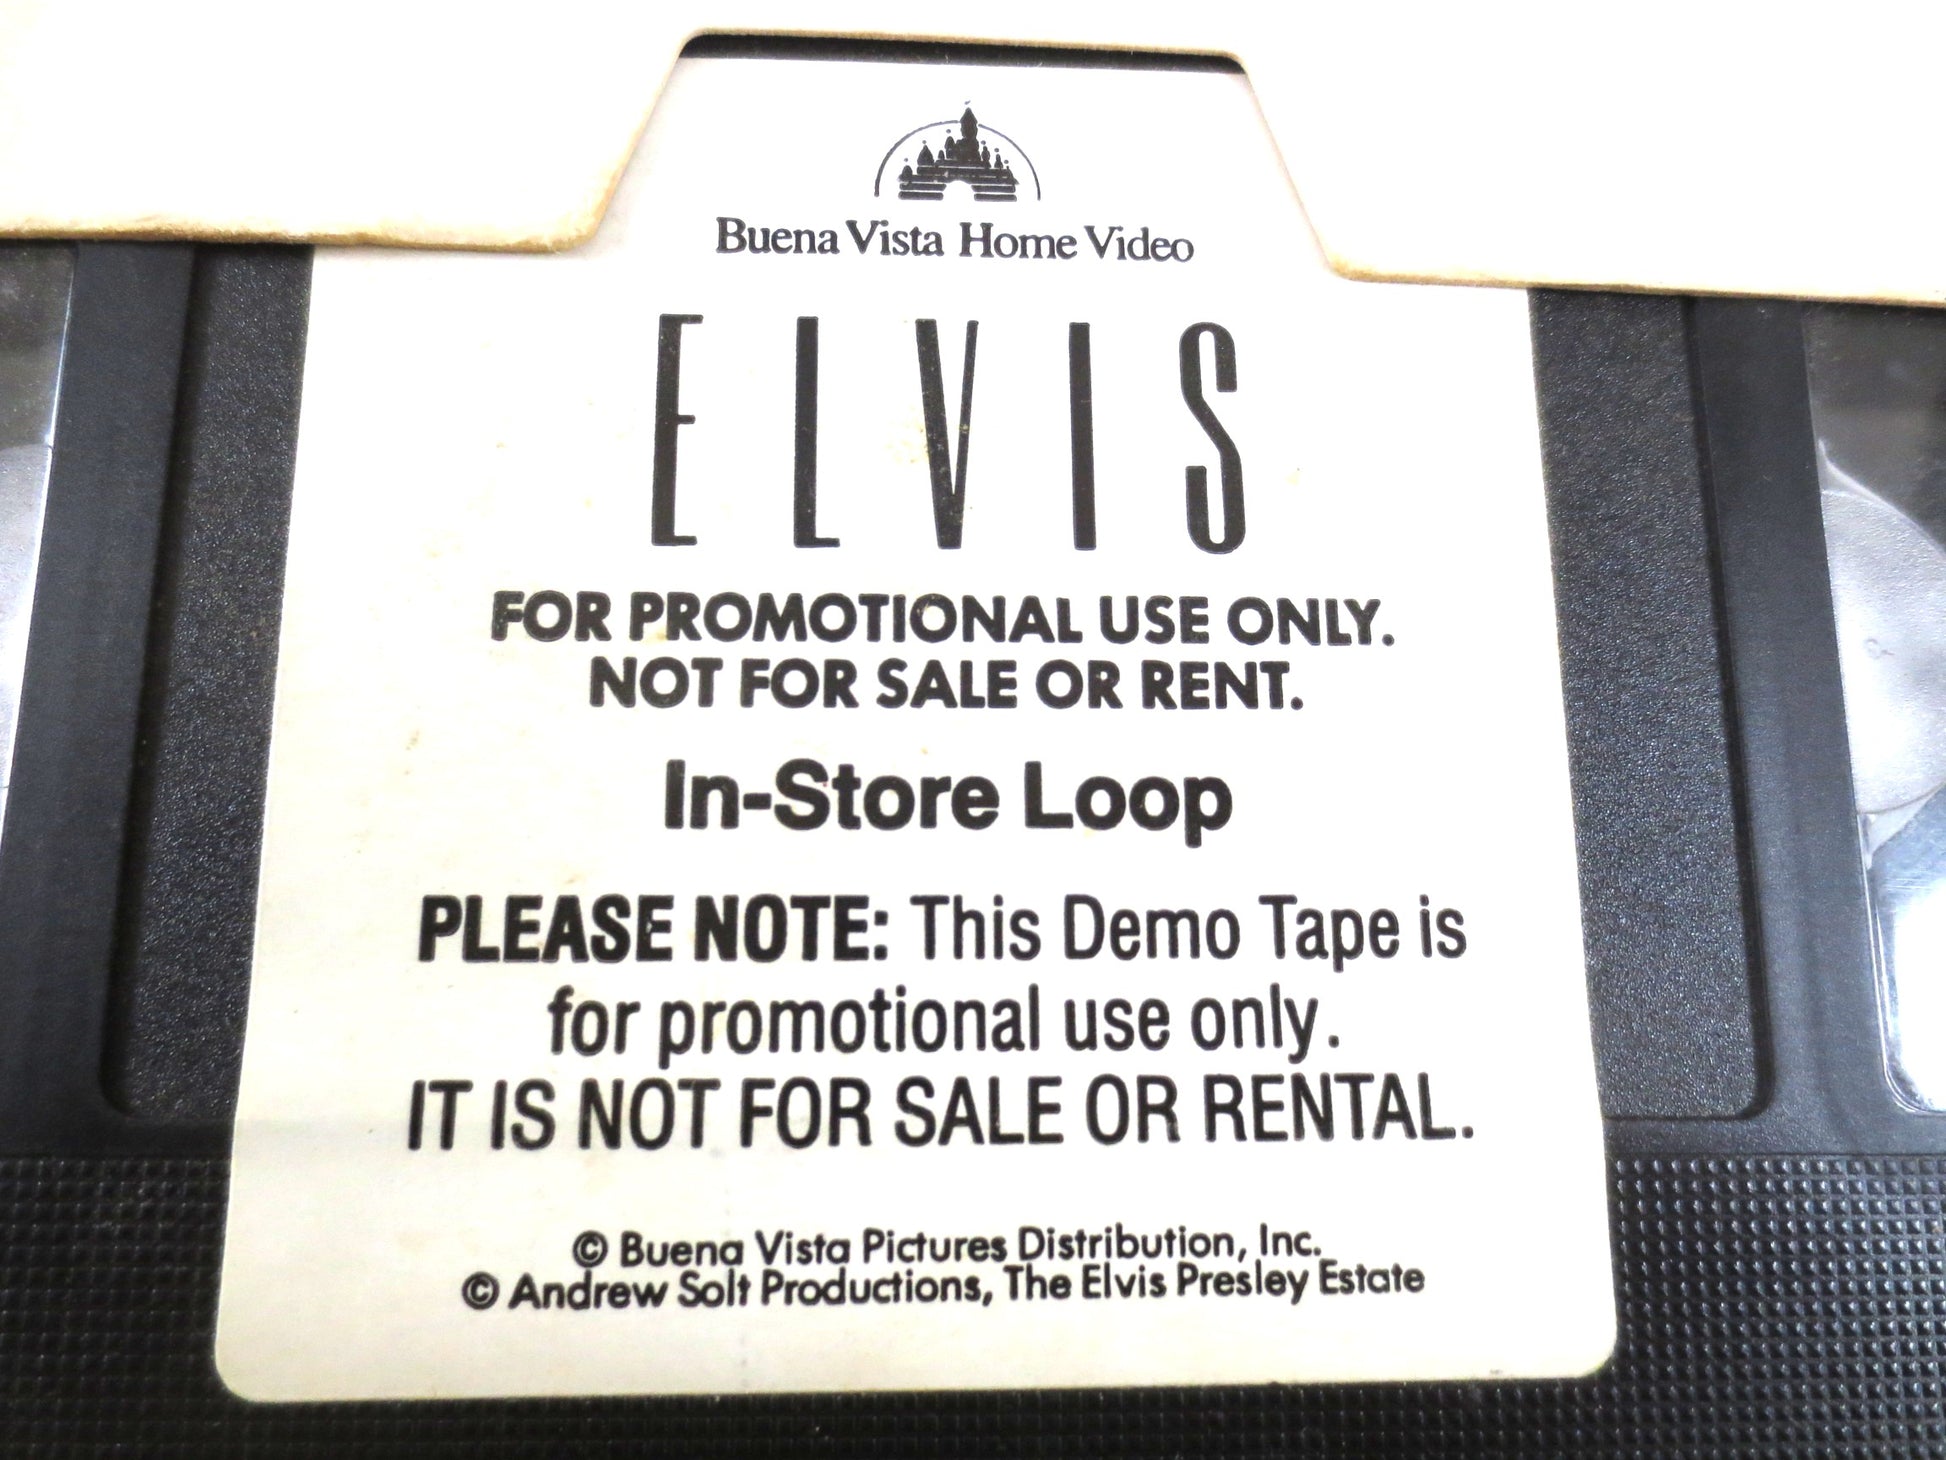 Buena Vista Home Video
ELVIS
FOR PROMOTIONAL USE ONLY.
NOT FOR SALE OR RENT.
In-Store Loop
PLEASE NOTE: This Demo Tape is
for promotional use only.
IT IS NOT FOR SALE OR RENTAL.
© Buena Vista Pictures Distribution, Inc.
© Andrew Solt Productions, The Elvis Presley Estate